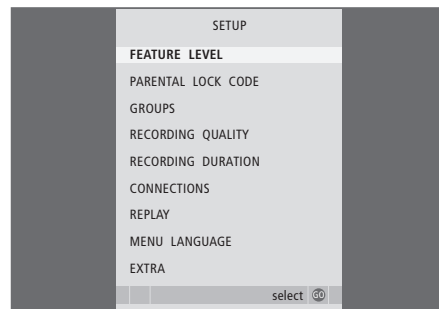 SETUP
FEATURE LEVEL
PARENTAL LOCK CODE
GROUPS
RECORDING QUALITY
RECORDING DURATION
CONNECTIONS
REPLAY
MENU LANGUAGE
EXTRA
select GO